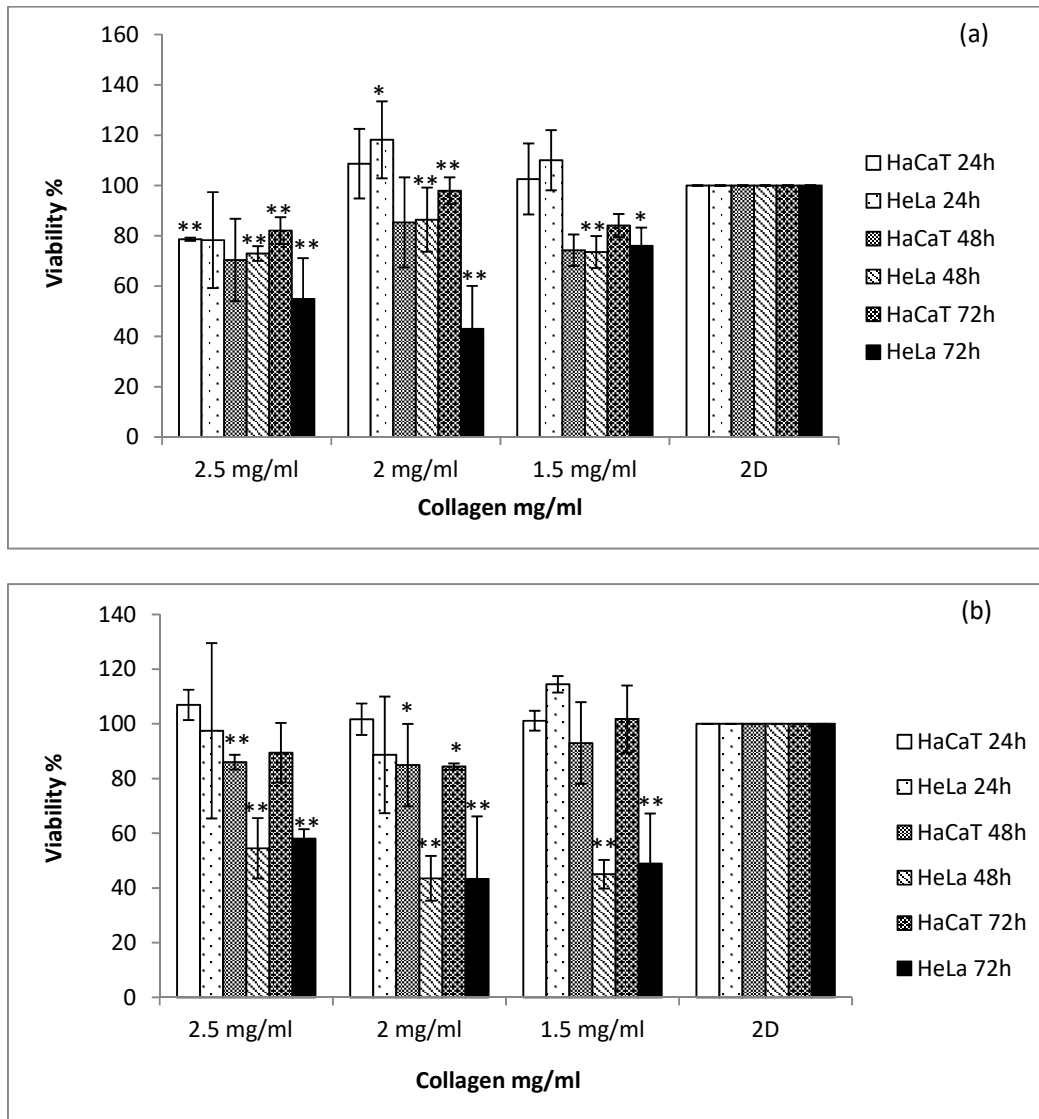 (a)
160
140
120
100
80
60
40
20
0
Viability %
** ** ** ** * ** ** ** ** *
2.5 mg/ml 2 mg/ml 1.5 mg/ml 2D
Collagen mg/ml
HaCaT 24h
HeLa 24h
HaCaT 48h
HeLa 48h
HaCaT 72h
HeLa 72h
(b)
140
120
100
80
60
40
20
0
Viability %
** ** ** * ** * ** ** **
2.5 mg/ml 2 mg/ml 1.5 mg/ml 2D
Collagen mg/ml
HaCaT 24h
HeLa 24h
HaCaT 48h
HeLa 48h
HaCaT 72h
HeLa 72h